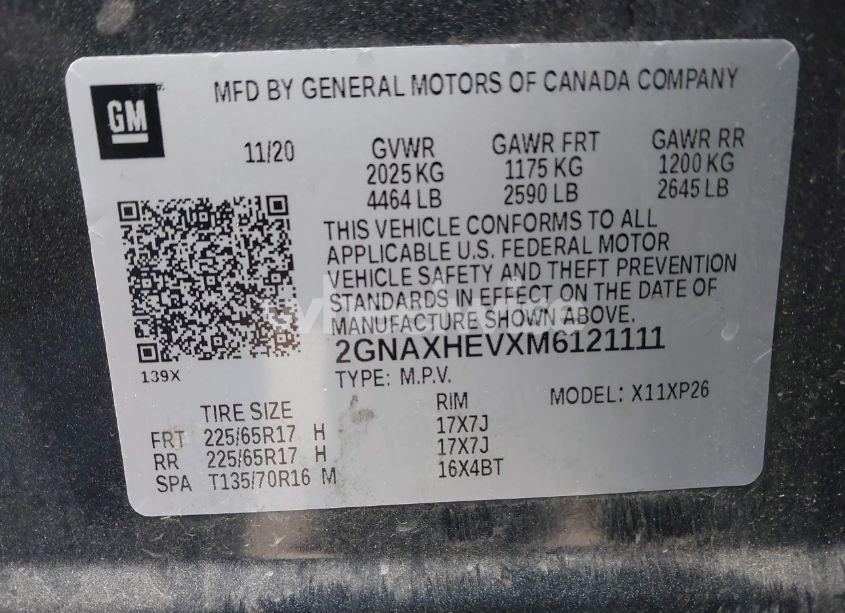 MFD BY GENERAL MOTORS OF CANADA COMPANY
GM
11/20 GVWR GAWR FRT GAWR RR
2025 KG 1175 KG 1200 KG
4464 LB 2590 LB 2645 LB
THIS VEHICLE CONFORMS TO ALL
APPLICABLE U.S. FEDERAL MOTOR
VEHICLE SAFETY AND THEFT PREVENTION
STANDARDS IN EFFECT ON THE DATE OF
MANUFACTURE SHOWN ABOVE.
2GNAXHEVXM6121111
139X
TYPE: M.P.V.
MODEL: X11XP26
TIRE SIZE RIM
FRT 225/65R17 H 17X7J
RR 225/65R17 H 17X7J
SPA T135/70R16 M 16X4BT